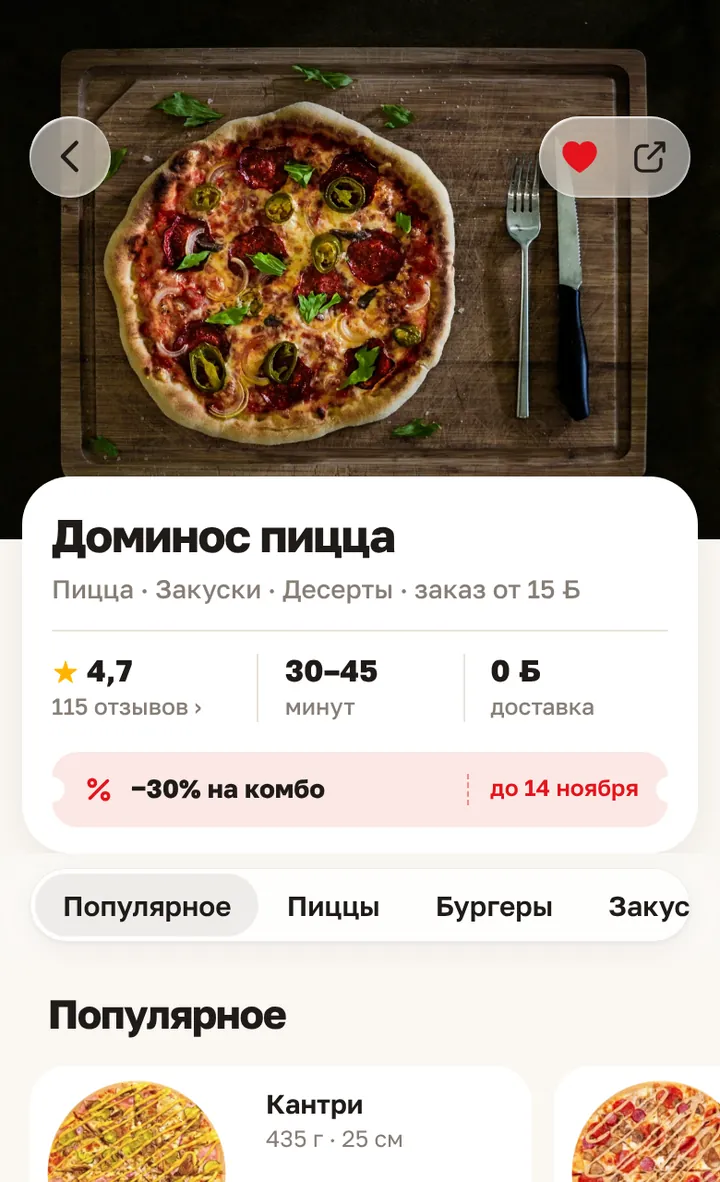 Доминос пицца
Пицца · Закуски · Десерты · заказ от 15 Б
4,7
115 отзывов ›
30–45
минут
0 Б
доставка
% −30% на комбо
до 14 ноября
Популярное
Пиццы
Бургеры
Закус
Популярное
Кантри
435 г · 25 см